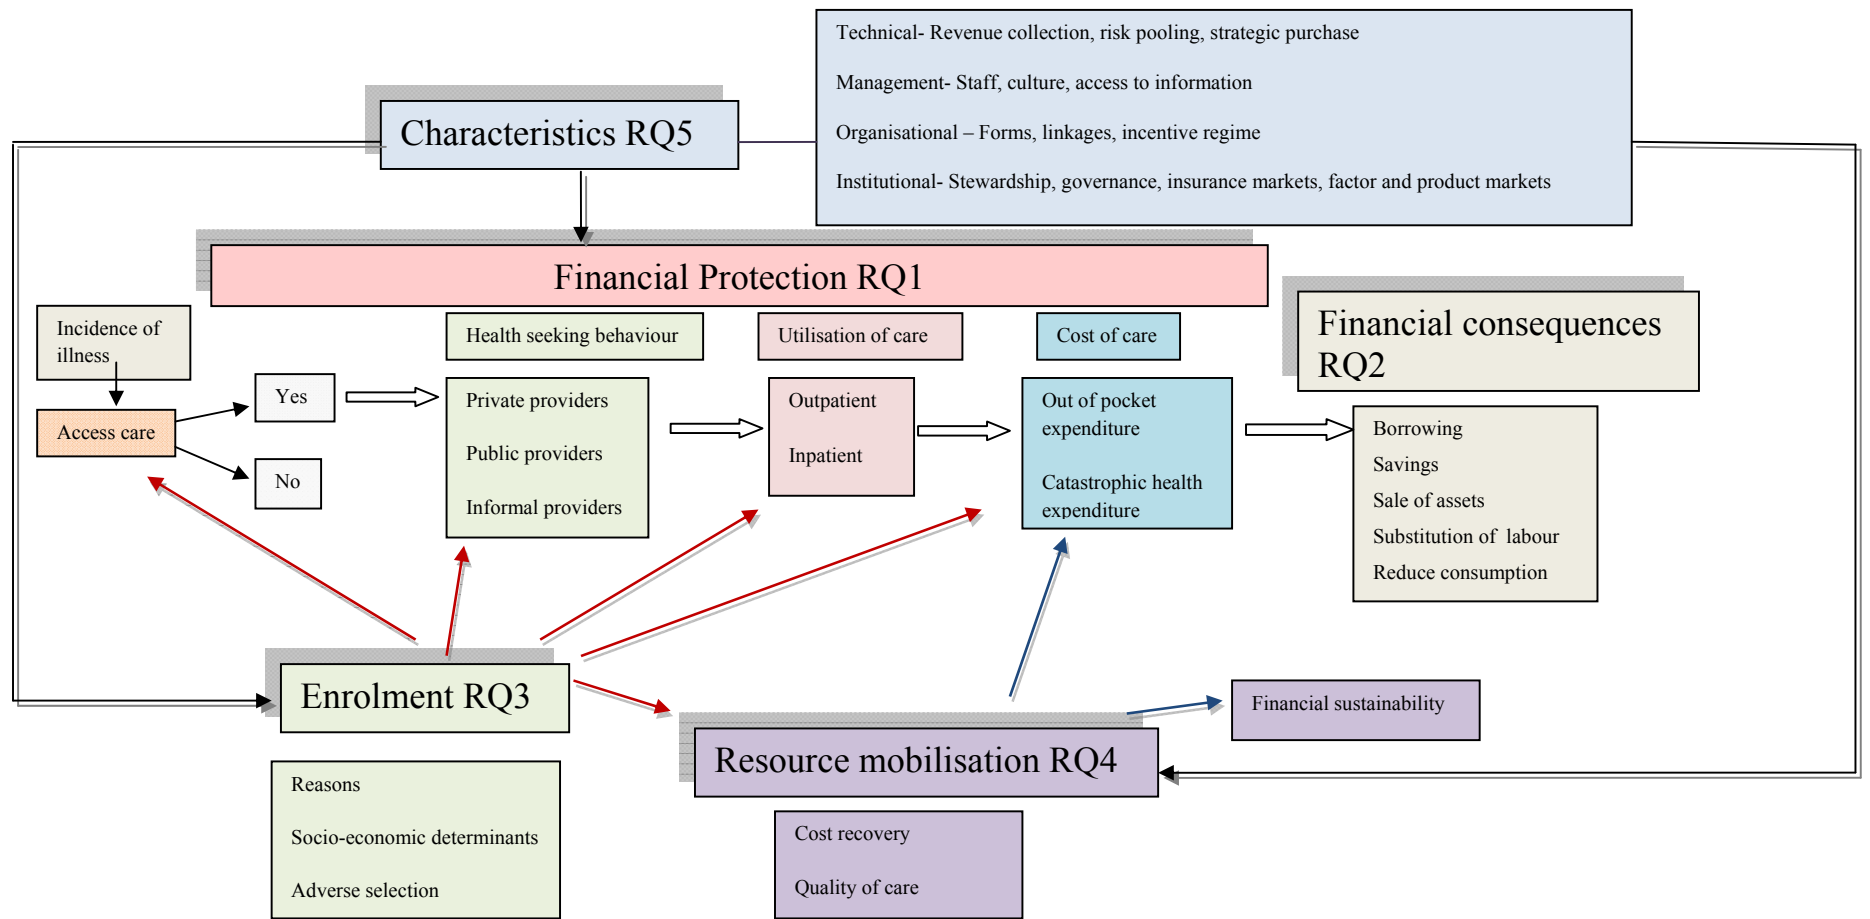 Technical- Revenue collection, risk pooling, strategic purchase
Management- Staff, culture, access to information
Organisational – Forms, linkages, incentive regime
Institutional- Stewardship, governance, insurance markets, factor and product markets
Characteristics RQ5
Financial Protection RQ1
Financial consequences
RQ2
Incidence of
illness
Health seeking behaviour
Utilisation of care
Cost of care
Access care
Yes
No
Private providers
Public providers
Informal providers
Outpatient
Inpatient
Out of pocket
expenditure
Catastrophic health
expenditure
Borrowing
Savings
Sale of assets
Substitution of labour
Reduce consumption
Enrolment RQ3
Reasons
Socio-economic determinants
Adverse selection
Resource mobilisation RQ4
Financial sustainability
Cost recovery
Quality of care